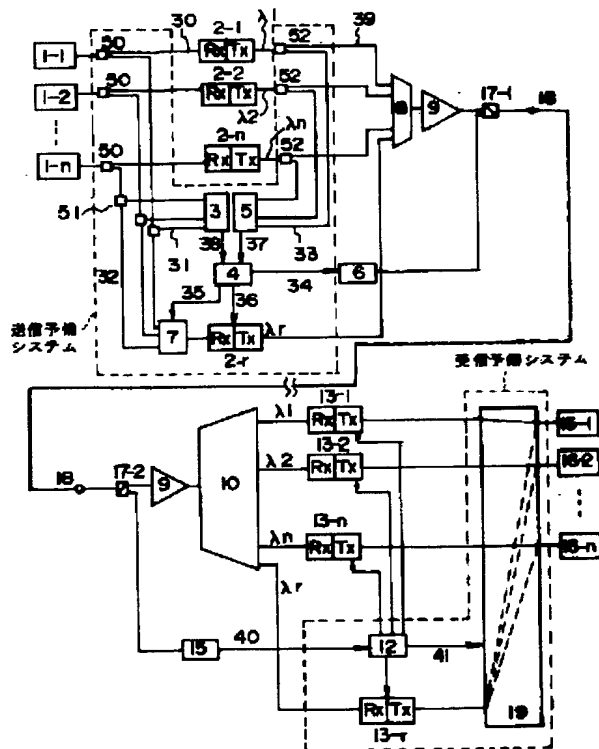 30 2-1 λ 39
1-1 50 Rx Tx 52
2-2
1-2 50 Rx Tx 52 17-1 18
λ2 8 9
2-n λn
1-n 50 Rx Tx 52
51 3 5
38 37 33
31
32 4 34 6
35 36
7 Rx Tx λr
2-r
送信予備
システム
受信予備システム
13-1
λ1 Rx Tx
13-2
18 17-2 9 10 λ2 Rx Tx 16-2
13-n
λn Rx Tx 16-n
λr
15 40 12 41
Rx Tx 19
13-r